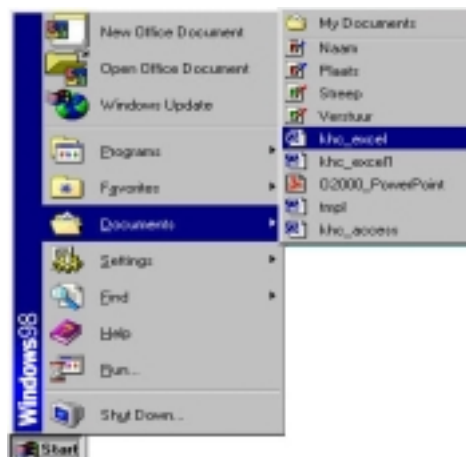 New Office Document
Open Office Document
Windows Update
Programs
Favorites
Documents
Settings
Find
Help
Run...
Shut Down...
Windows98
Start
My Documents
Naam
Plaats
Streep
Verstuur
khc_excel
khc_excel1
O2000_PowerPoint
tmpl
khc_access